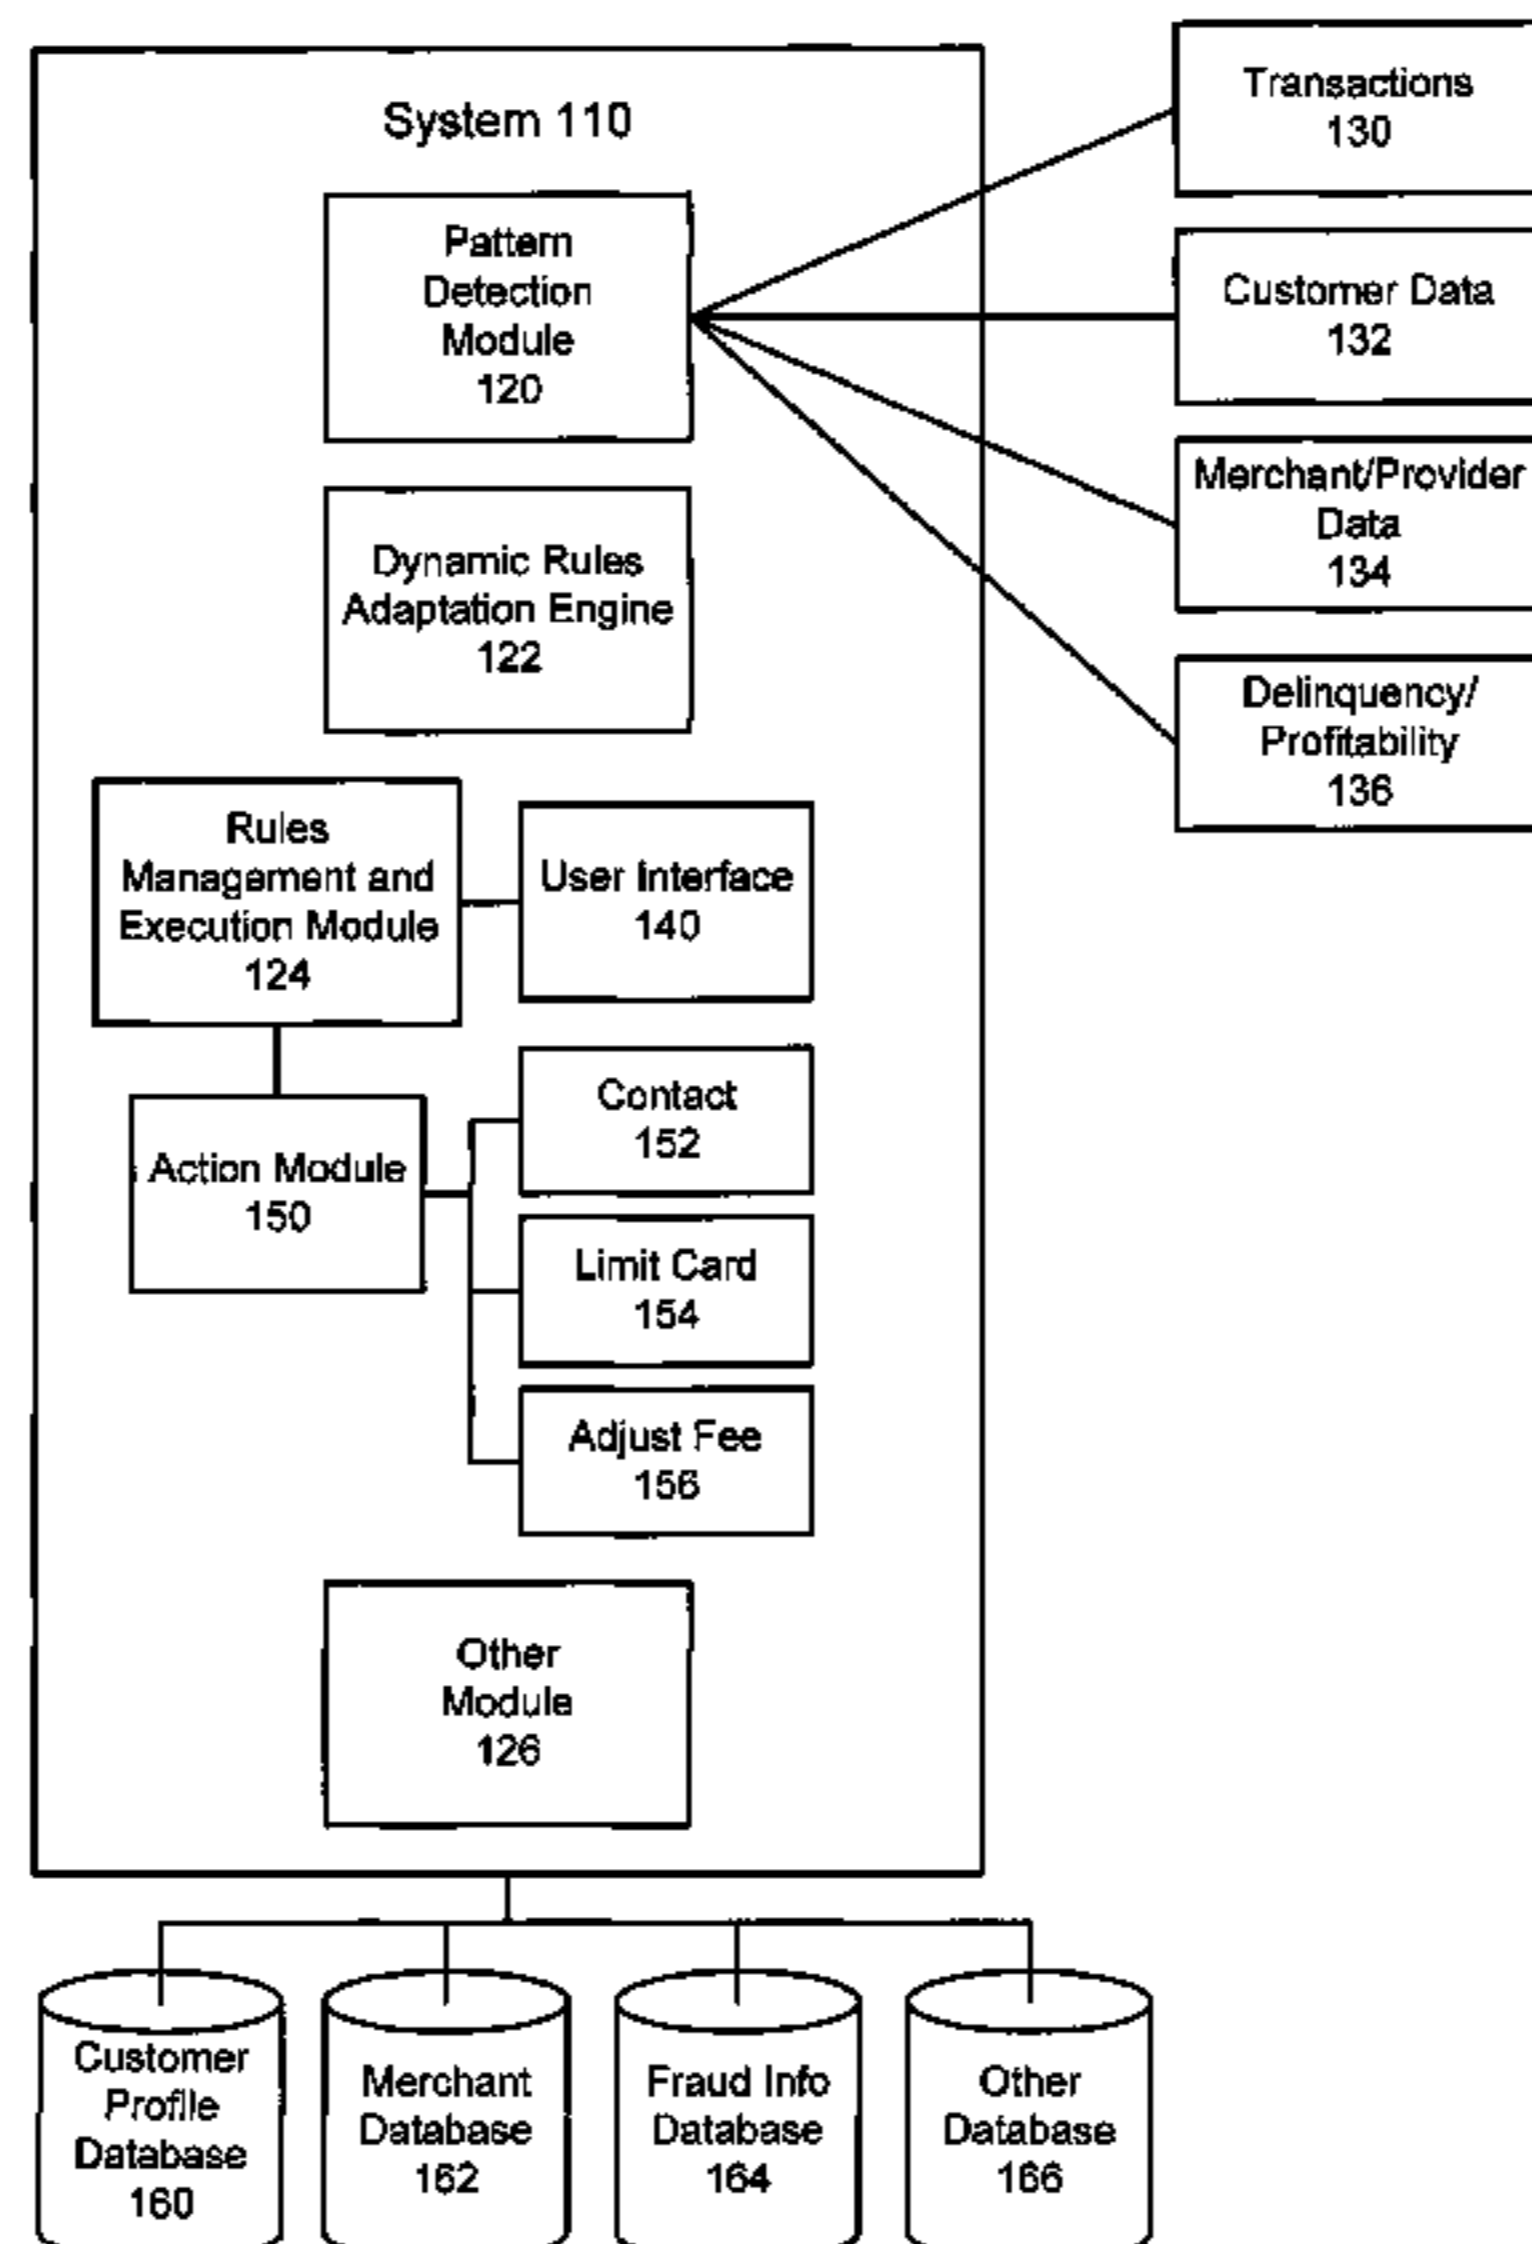 System 110
Pattern
Detection
Module
120
Dynamic Rules
Adaptation Engine
122
Rules
Management and
Execution Module
124
User Interface
140
Action Module
150
Contact
152
Limit Card
154
Adjust Fee
156
Other
Module
126
Transactions
130
Customer Data
132
Merchant/Provider
Data
134
Delinquency/
Profitability
136
Customer
Profile
Database
160
Merchant
Database
162
Fraud Info
Database
164
Other
Database
166